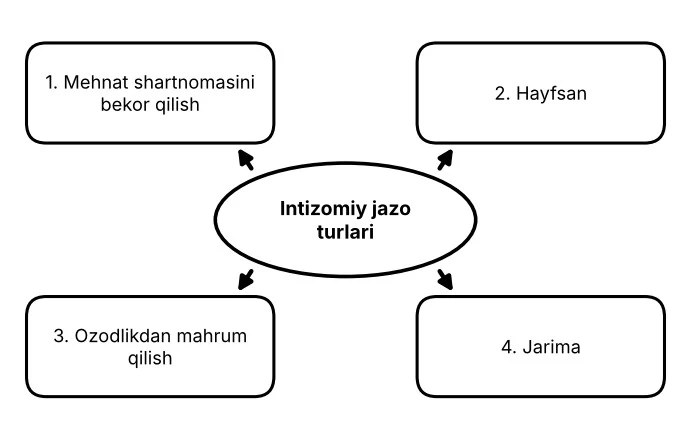 1. Mehnat shartnomasini
bekor qilish
2. Hayfsan
Intizomiy jazo
turlari
3. Ozodlikdan mahrum
qilish
4. Jarima